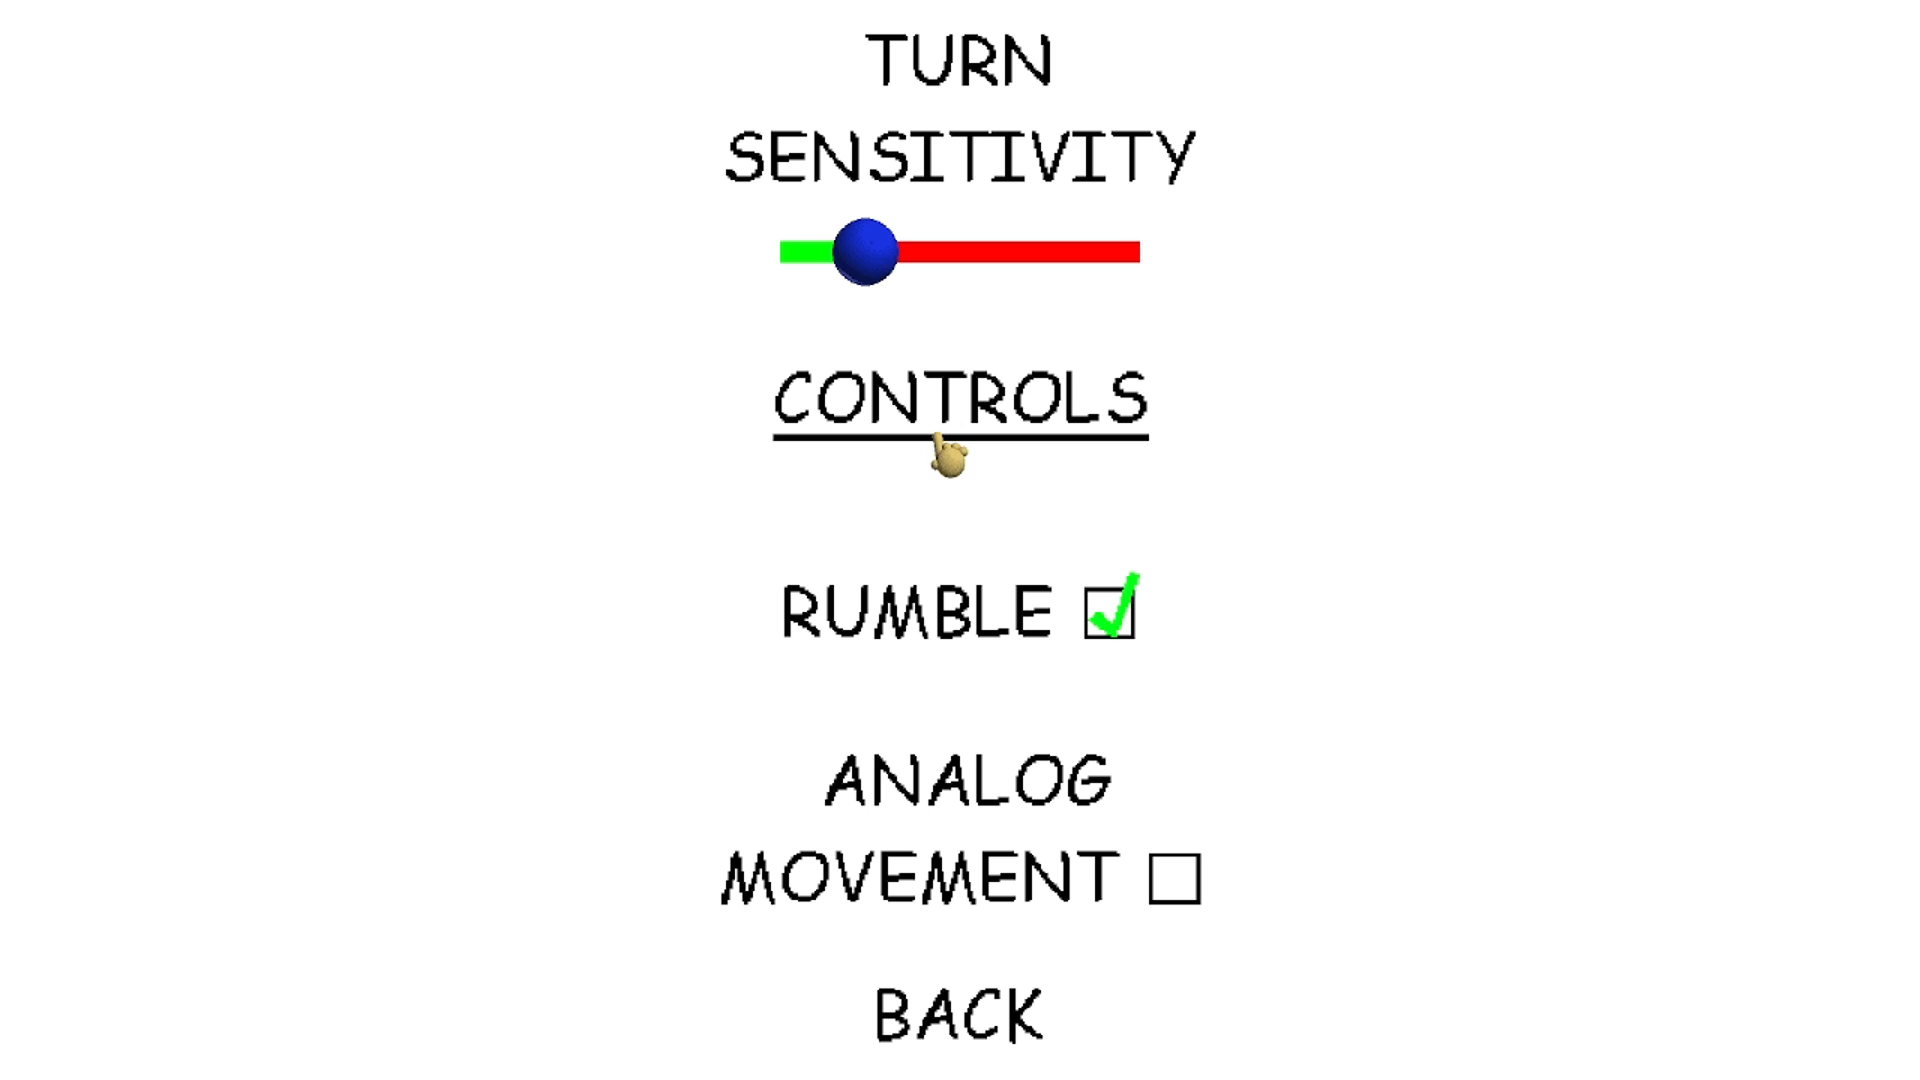 TURN
SENSITIVITY
CONTROLS
RUMBLE
ANALOG
MOVEMENT
BACK